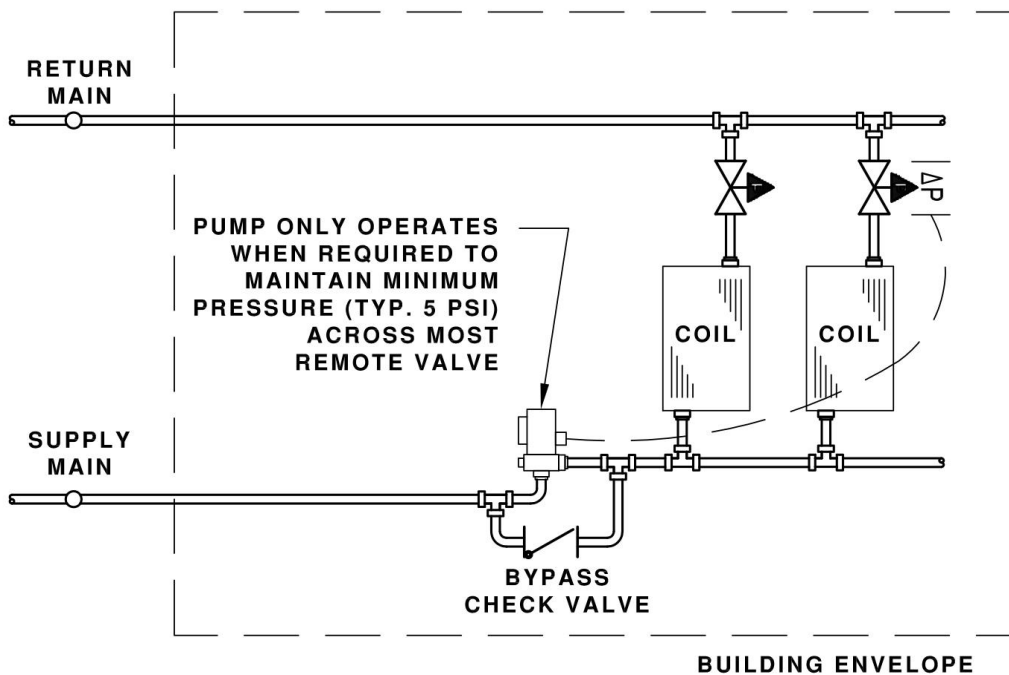 RETURN
MAIN
PUMP ONLY OPERATES
WHEN REQUIRED TO
MAINTAIN MINIMUM
PRESSURE (TYP. 5 PSI)
ACROSS MOST
REMOTE VALVE
ΔP
COIL
COIL
SUPPLY
MAIN
BYPASS
CHECK VALVE
BUILDING ENVELOPE